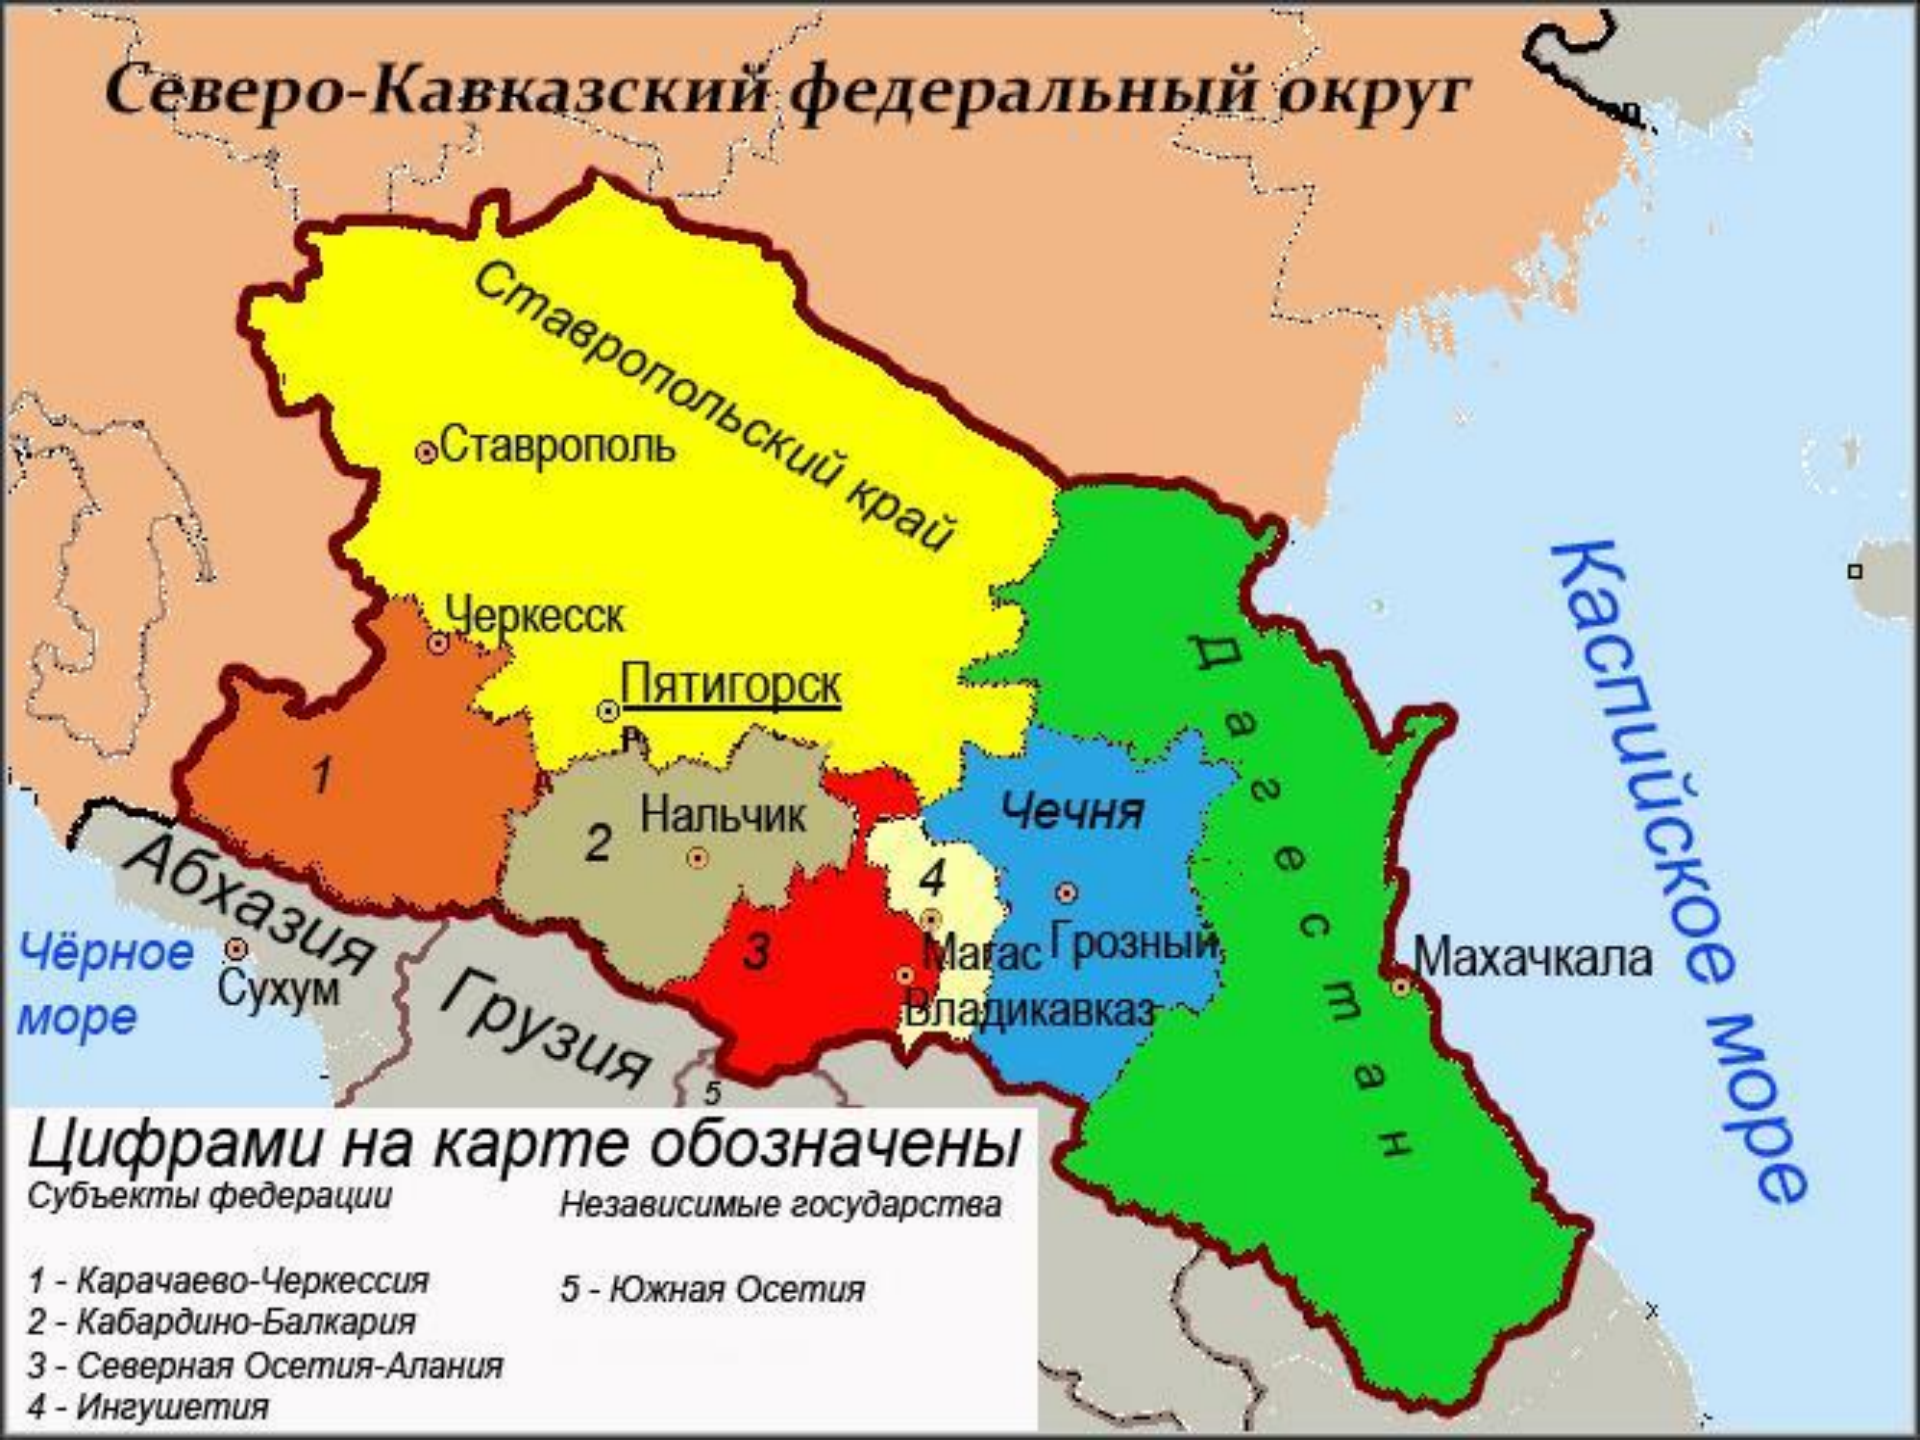 Северо-Кавказский федеральный округ
Ставропольский край
Ставрополь
Черкесск
Пятигорск
1
2
Нальчик
3
4
Магас
Владикавказ
Чечня
Грозный
Дагестан
Махачкала
Каспийское море
Абхазия
Чёрное
море
Сухум
Грузия
5
Цифрами на карте обозначены
Субъекты федерации
Независимые государства
1 - Карачаево-Черкессия
5 - Южная Осетия
2 - Кабардино-Балкария
3 - Северная Осетия-Алания
4 - Ингушетия